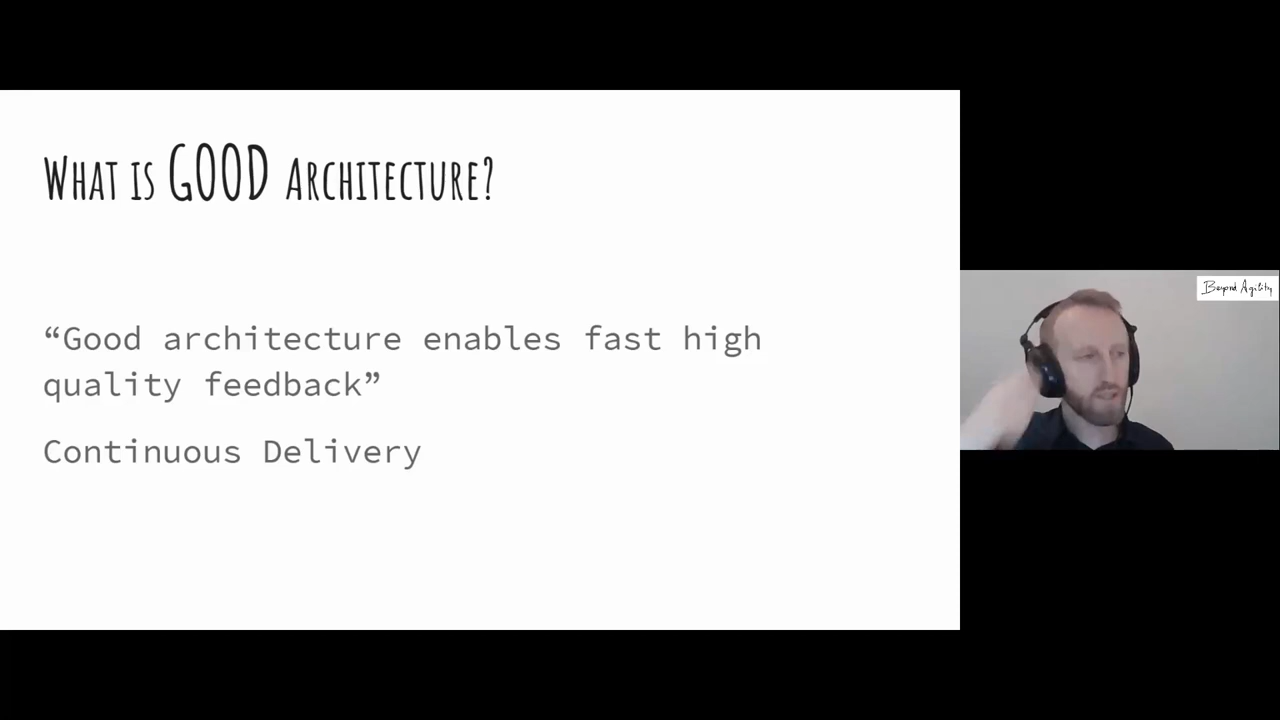 What is GOOD Architecture?
“Good architecture enables fast high
quality feedback”
Continuous Delivery
Beyond Agility